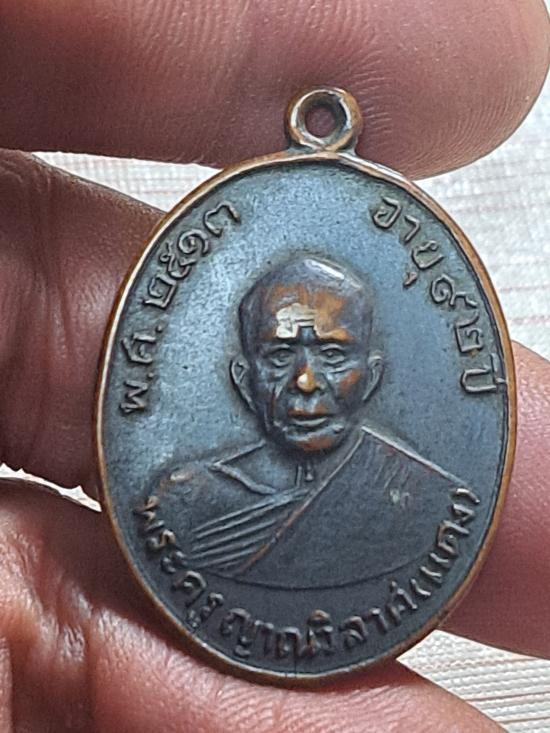 พ.ศ. ๒๕๑๓
อายุ ๙๒ ปี
พระครูญาณวิลาศ (แดง)